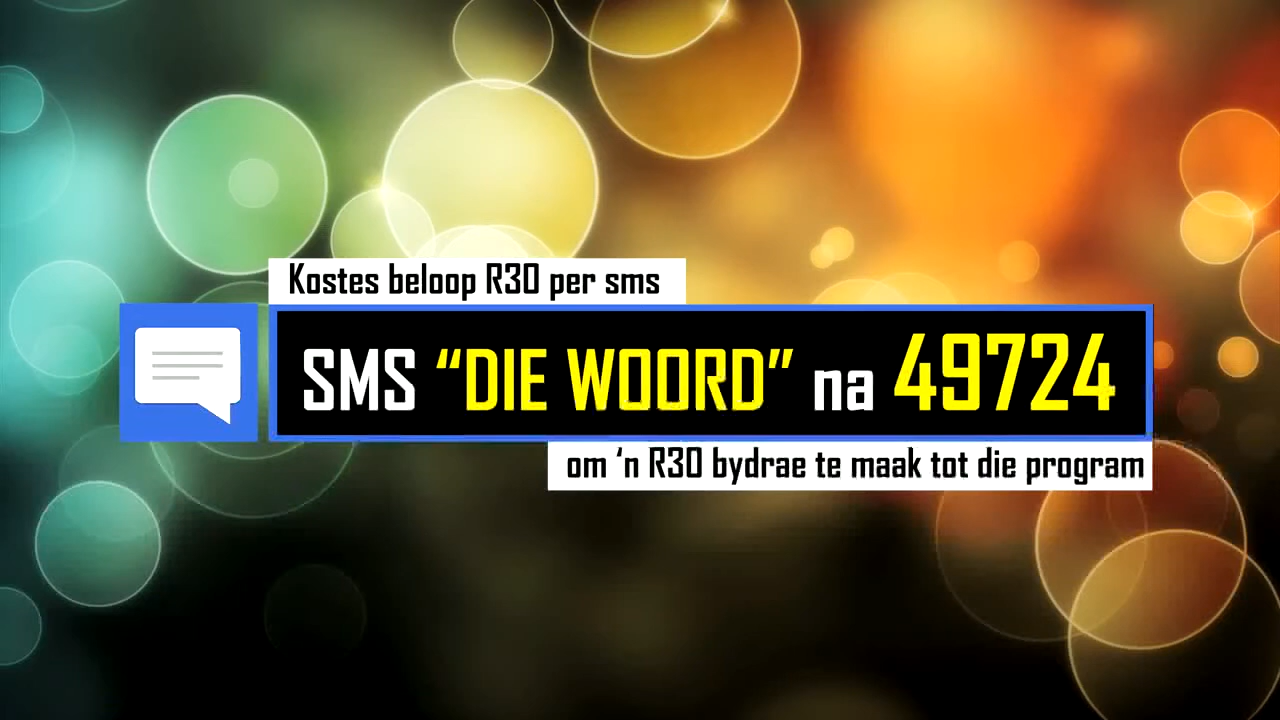 Kostes beloop R30 per sms
SMS “DIE WOORD” na 49724
om ‘n R30 bydrae te maak tot die program